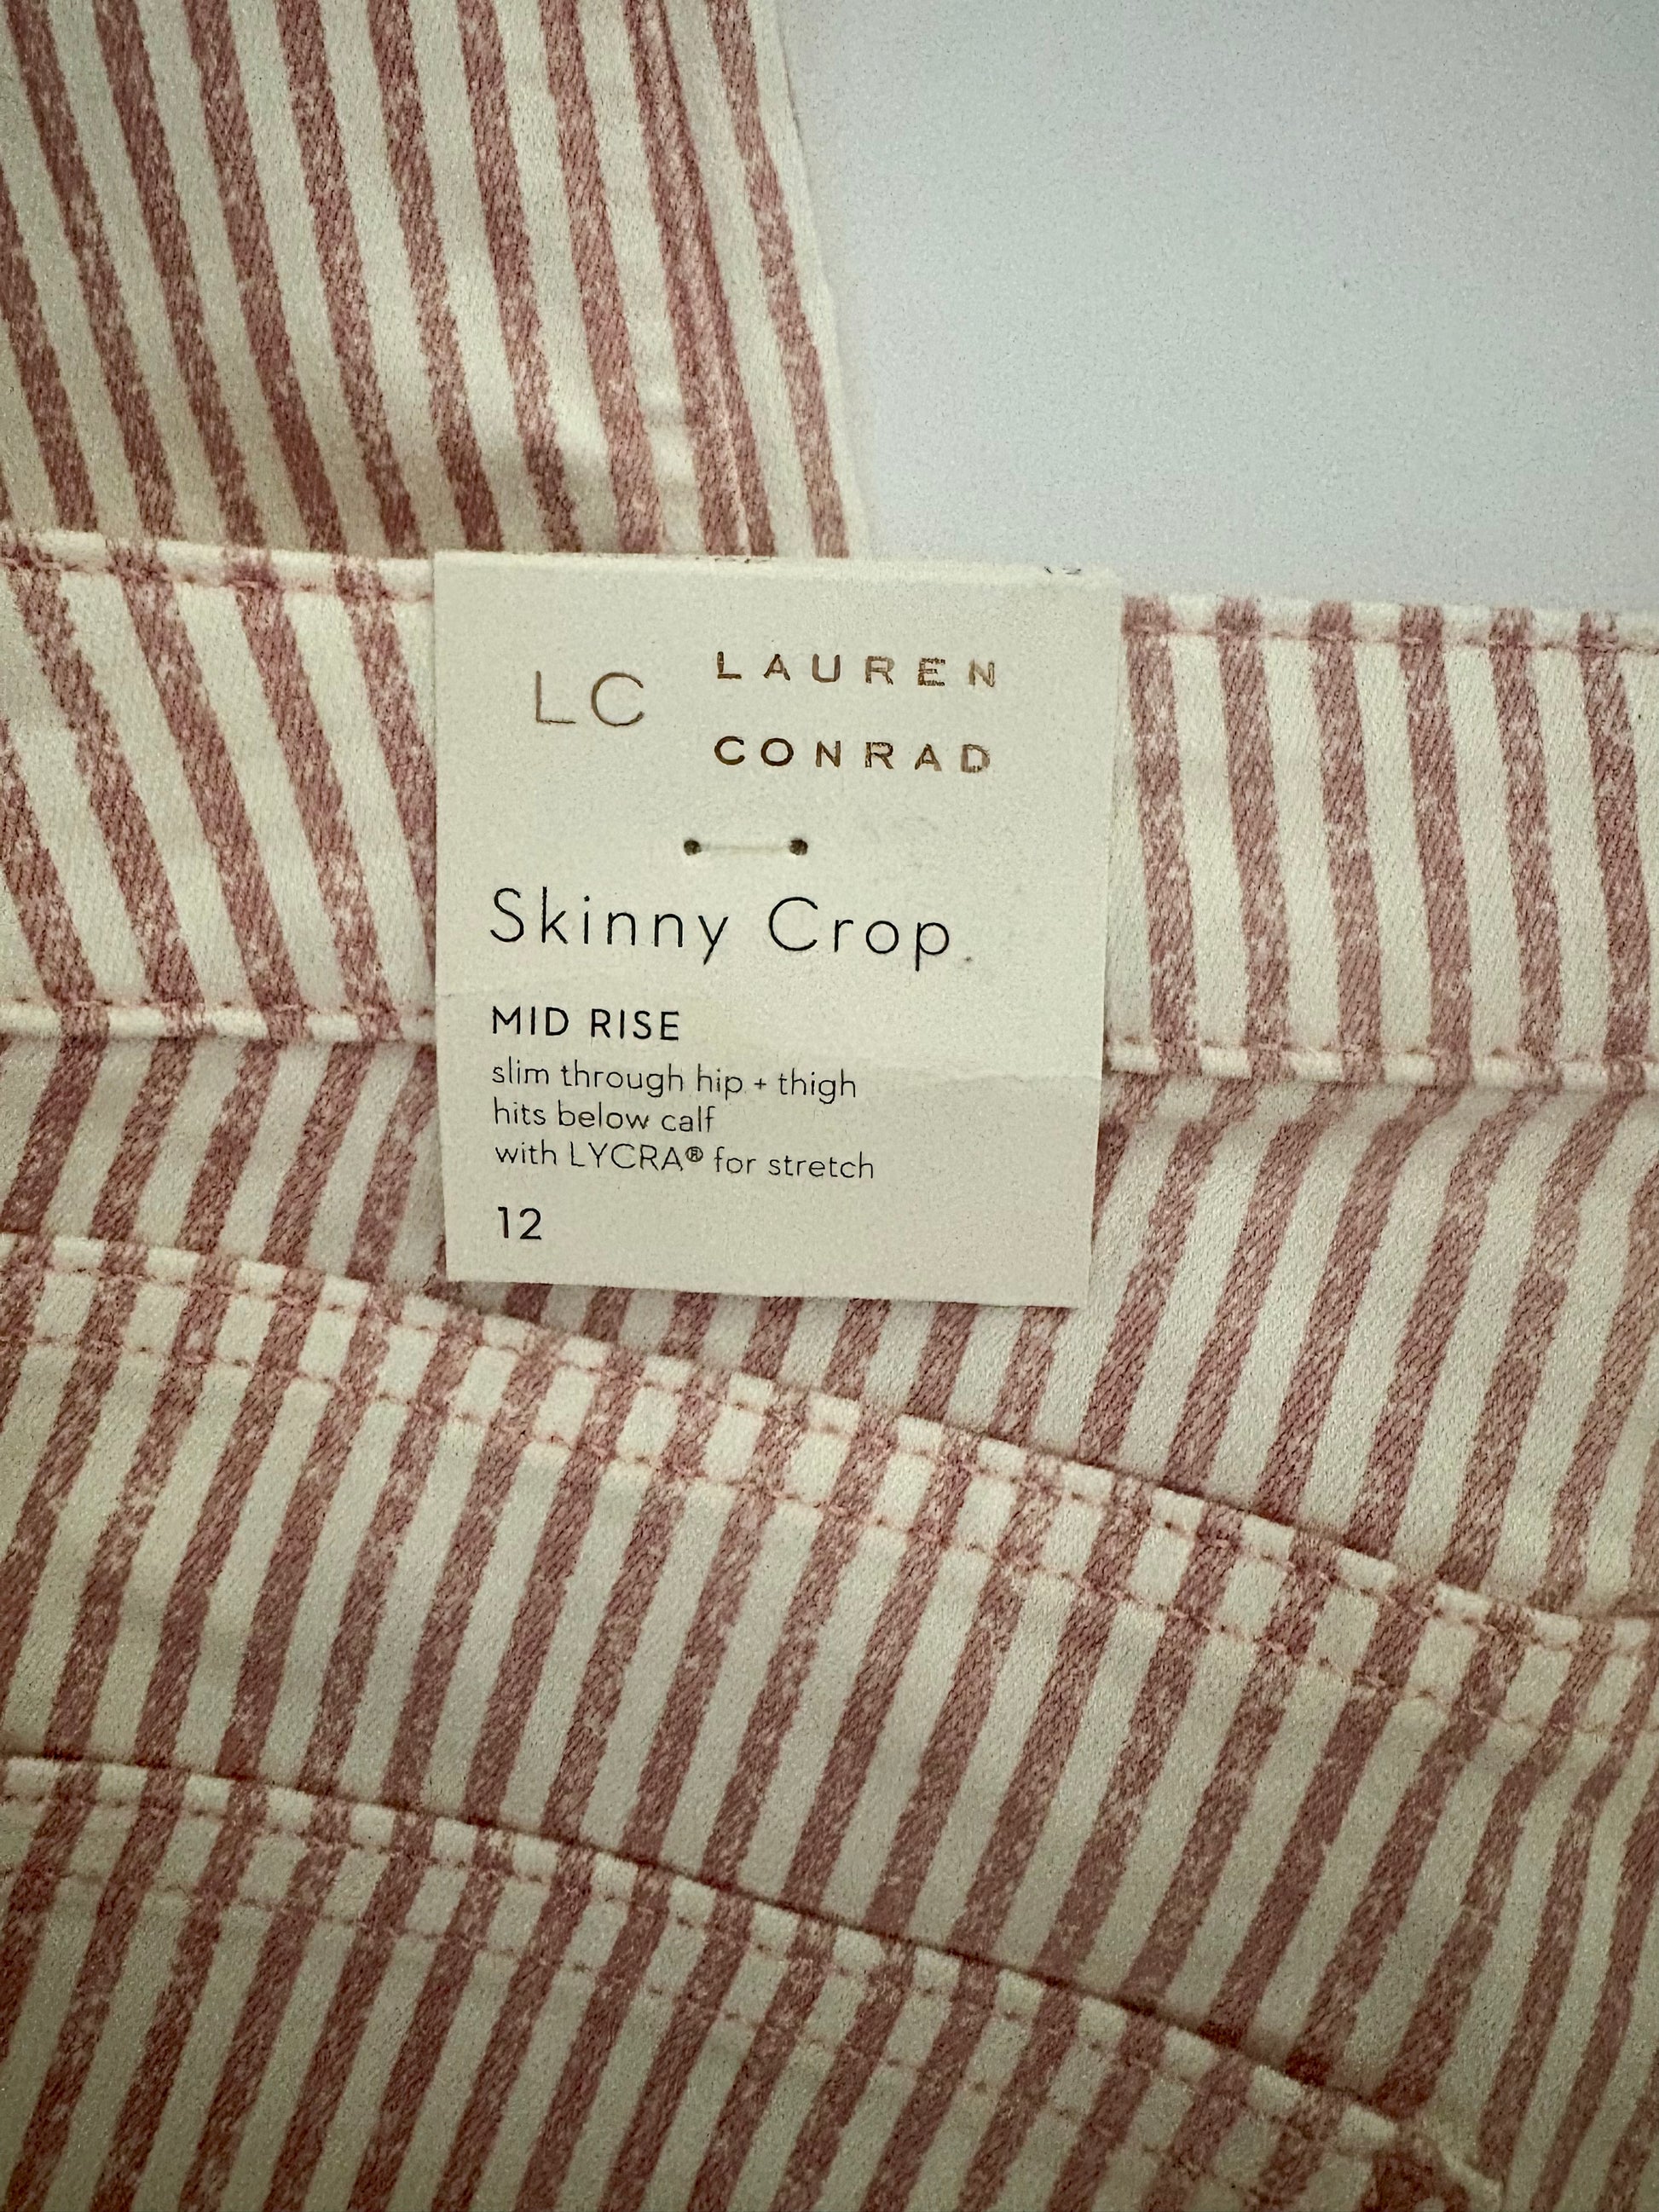 LC
LAUREN
CONRAD
Skinny Crop
MID RISE
slim through hip + thigh
hits below calf
with LYCRA® for stretch
12